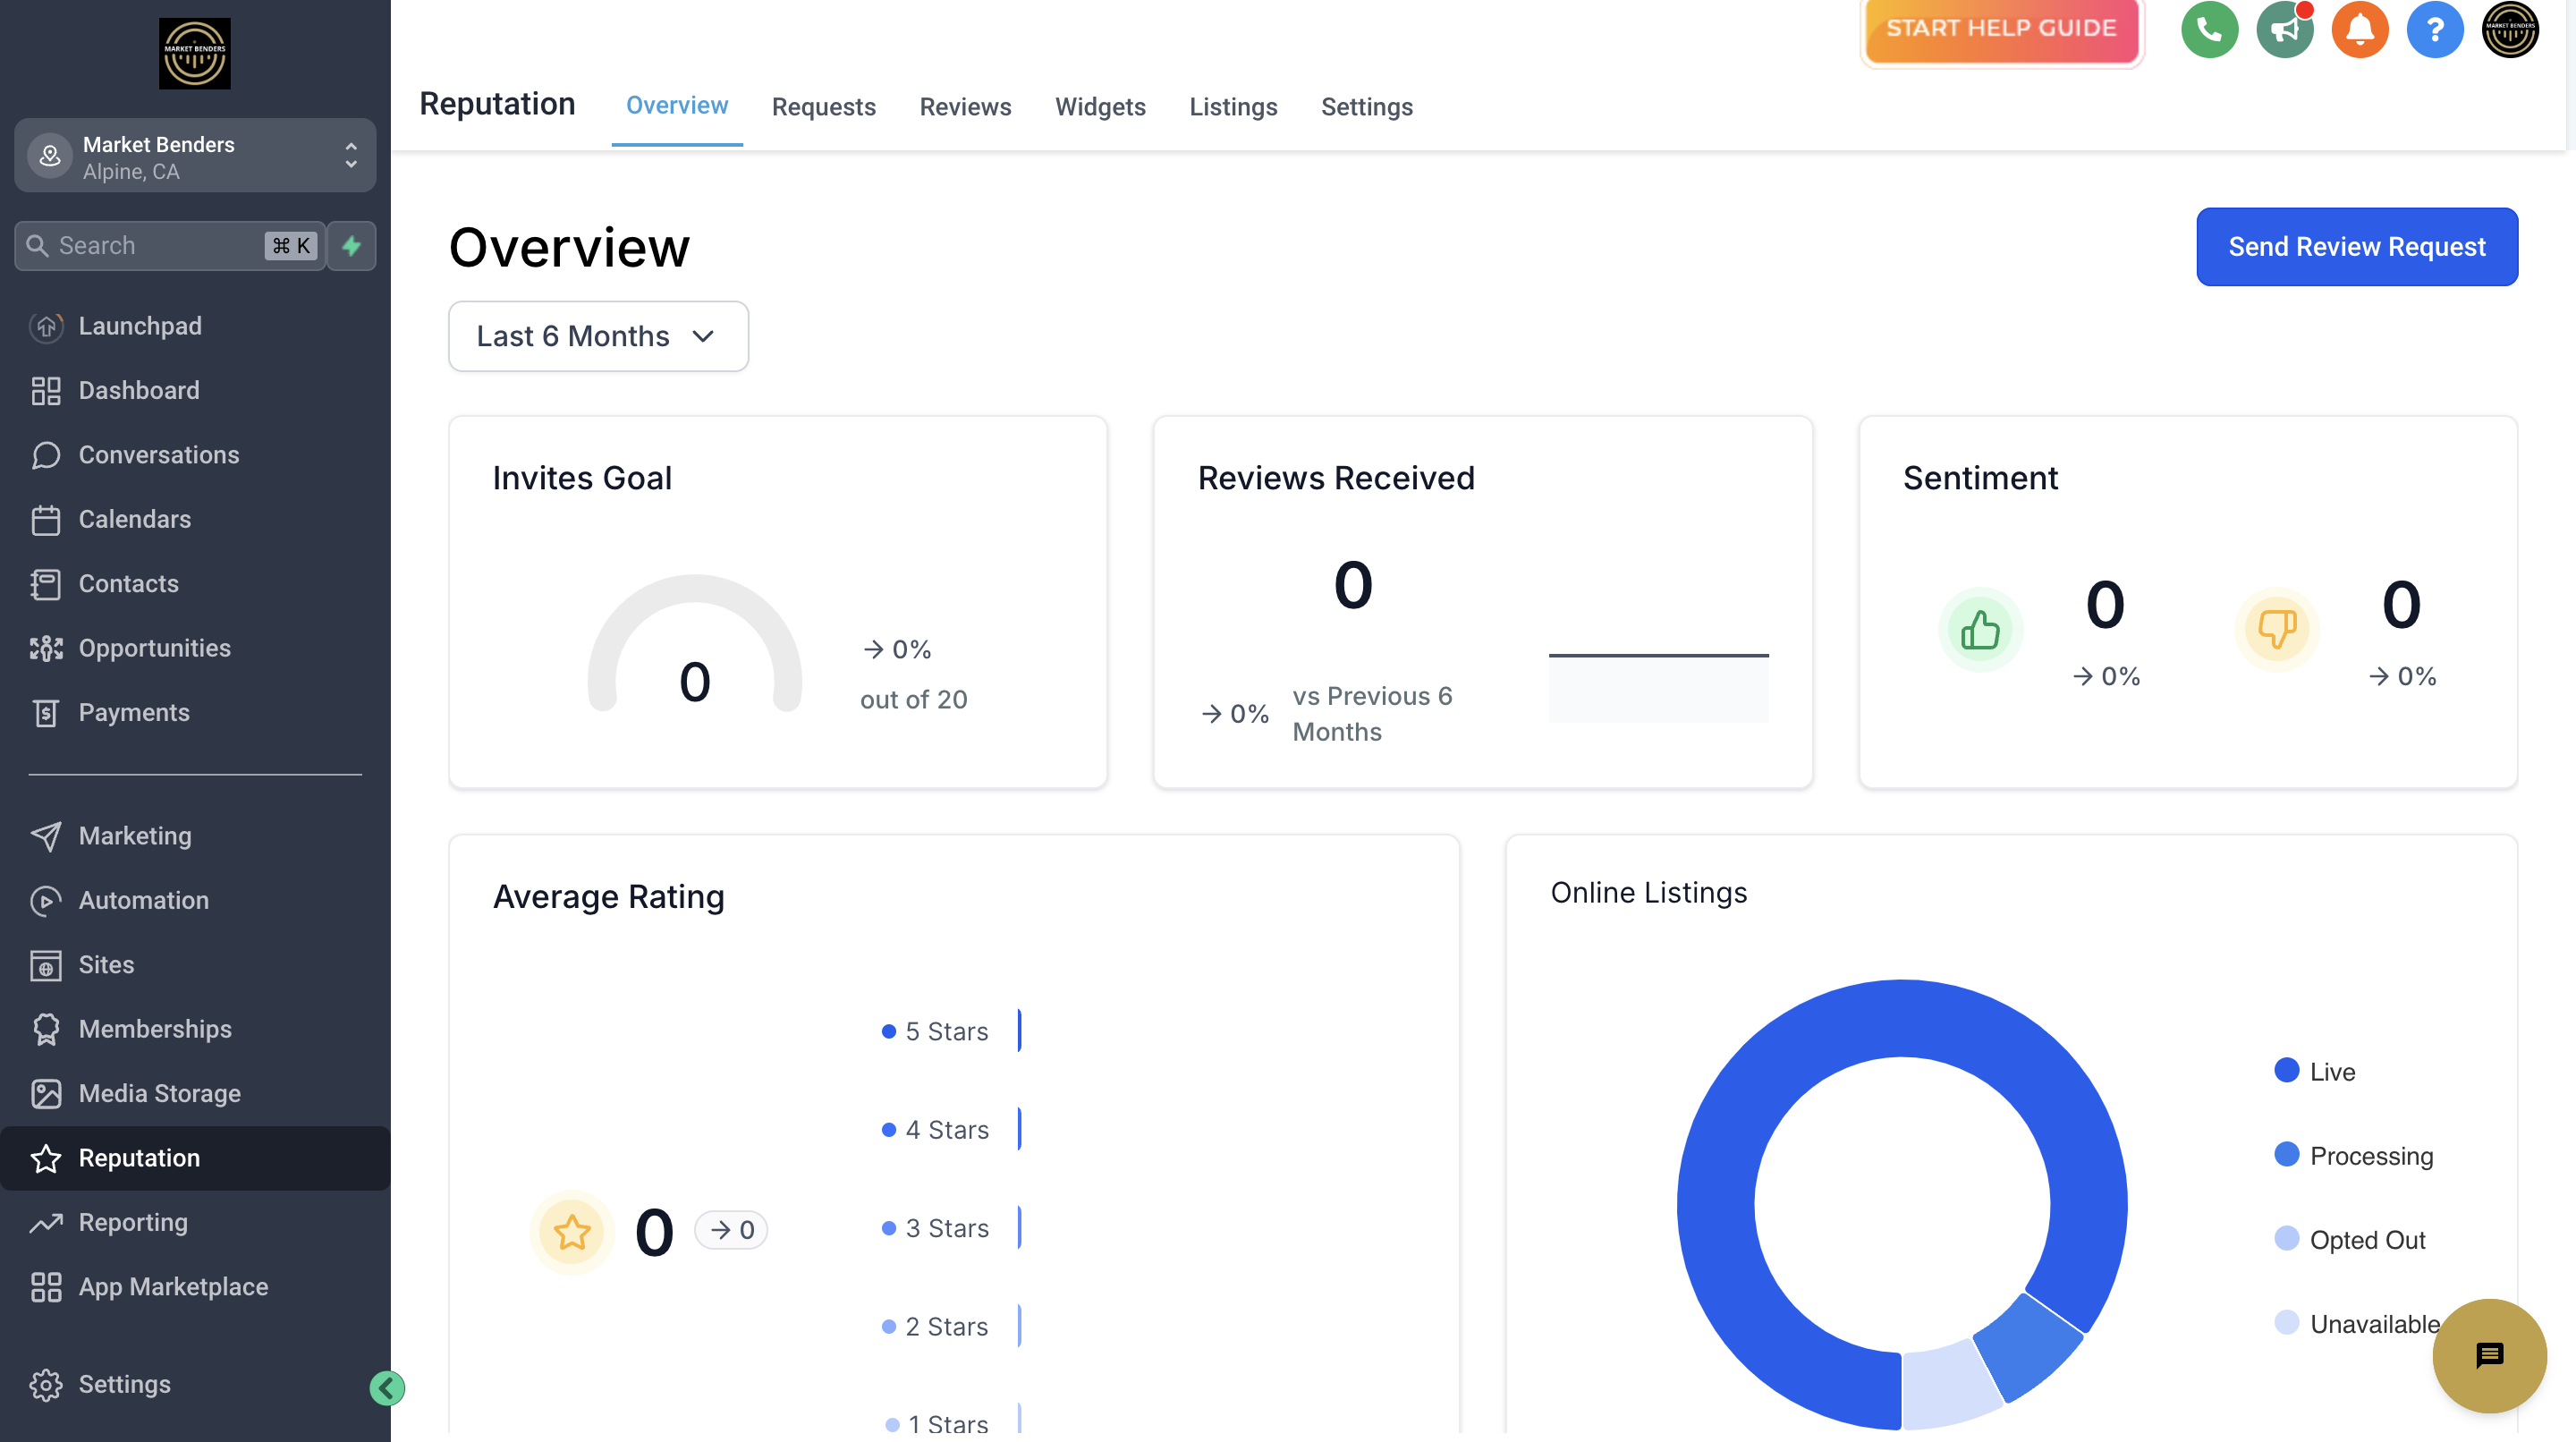 MARKET BENDERS
Market Benders
Alpine, CA
Search
⌘ K
Launchpad
Dashboard
Conversations
Calendars
Contacts
Opportunities
Payments
Marketing
Automation
Sites
Memberships
Media Storage
Reputation
Reporting
App Marketplace
Settings
START HELP GUIDE
?
MARKET BENDERS
Reputation
Overview
Requests
Reviews
Widgets
Listings
Settings
Overview
Send Review Request
Last 6 Months
Invites Goal
0
→ 0%
out of 20
Reviews Received
0
→ 0%
vs Previous 6
Months
Sentiment
0
→ 0%
0
→ 0%
Average Rating
0
→ 0
5 Stars
4 Stars
3 Stars
2 Stars
1 Stars
Online Listings
Live
Processing
Opted Out
Unavailable